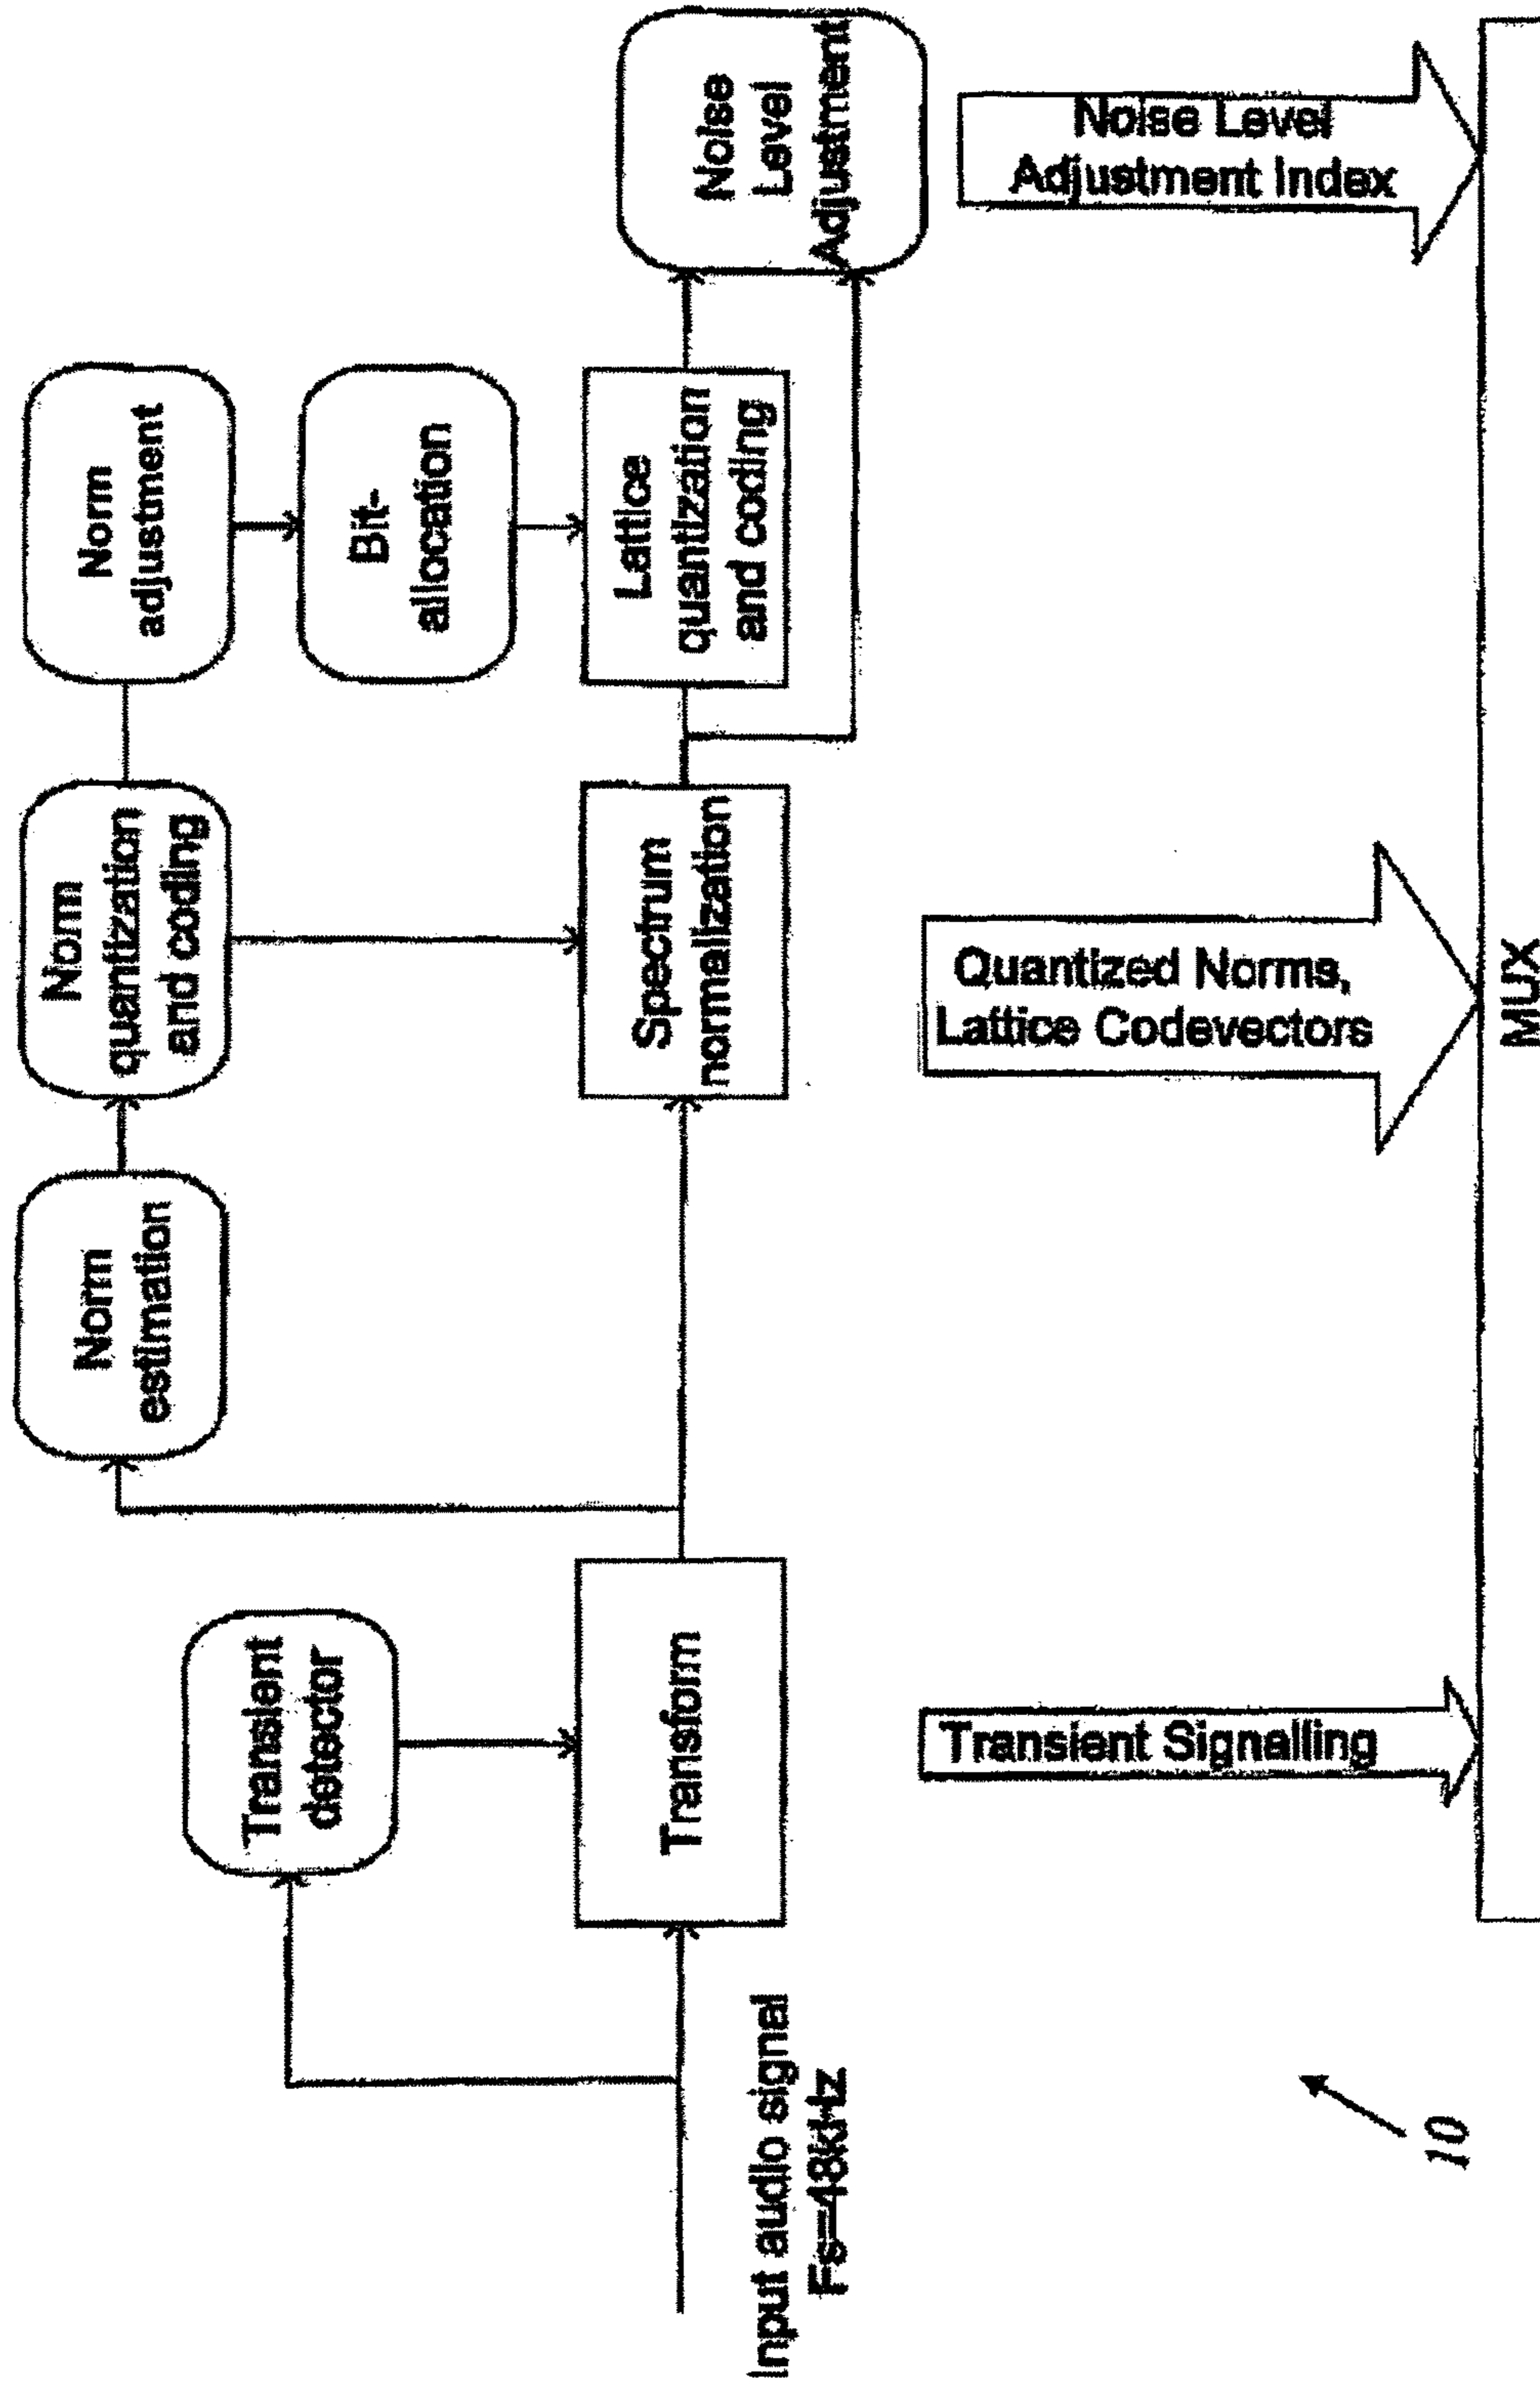 Norm
estimation
Norm
quantization
and coding
Norm
adjustment
Transient
detector
Bit-
allocation
Input audio signal
Fs=48kHz
Transform
Spectrum
normalization
Lattice
quantization
and coding
Noise
Level
Adjustment
Transient Signalling
Quantized Norms,
Lattice Codevectors
Noise Level
Adjustment Index
10
MUX